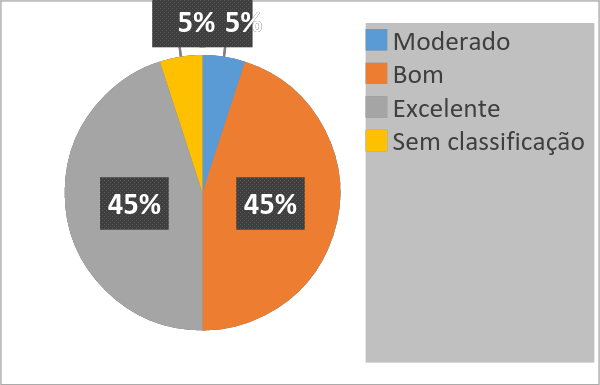 5% 5%
Moderado
Bom
Excelente
Sem classificação
45% 45%